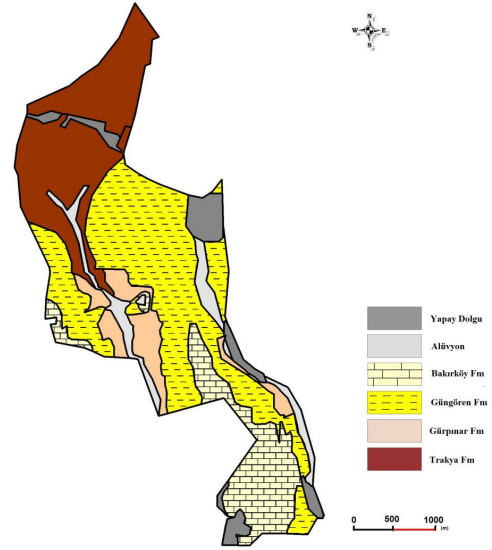 N
W E
S
Yapay Dolgu
Alüvyon
Bakırköy Fm
Güngören Fm
Gürpınar Fm
Trakya Fm
0 500 1000
(m)